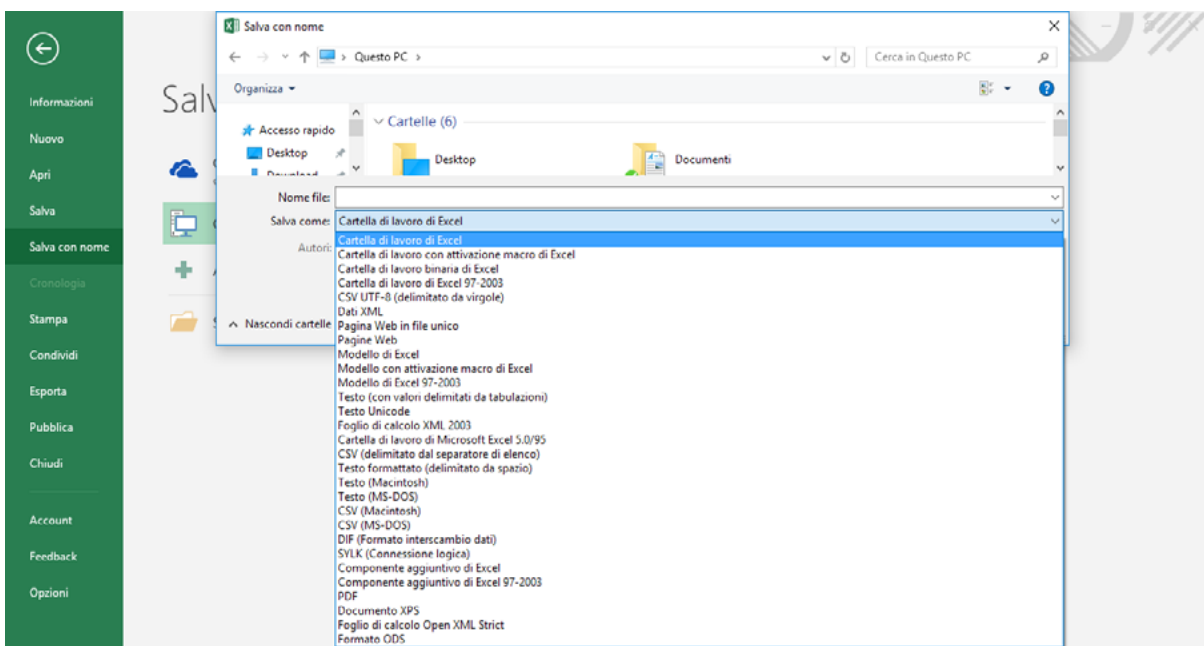 Salva con nome
Questo PC
Cerca in Questo PC
Organizza
Informazioni
Nuovo
Apri
Salva
Salva con nome
Cronologia
Stampa
Condividi
Esporta
Pubblica
Chiudi
Account
Feedback
Opzioni
Salv
Accesso rapido
Desktop
Download
Cartelle (6)
Desktop
Documenti
Nome file:
Salva come: Cartella di lavoro di Excel
Autori:
Nascondi cartelle
Cartella di lavoro di Excel
Cartella di lavoro con attivazione macro di Excel
Cartella di lavoro binaria di Excel
Cartella di lavoro di Excel 97-2003
CSV UTF-8 (delimitato da virgole)
Dati XML
Pagina Web in file unico
Pagine Web
Modello di Excel
Modello con attivazione macro di Excel
Modello di Excel 97-2003
Testo (con valori delimitati da tabulazioni)
Testo Unicode
Foglio di calcolo XML 2003
Cartella di lavoro di Microsoft Excel 5.0/95
CSV (delimitato dal separatore di elenco)
Testo formattato (delimitato da spazio)
Testo (Macintosh)
Testo (MS-DOS)
CSV (Macintosh)
CSV (MS-DOS)
DIF (Formato interscambio dati)
SYLK (Connessione logica)
Componente aggiuntivo di Excel
Componente aggiuntivo di Excel 97-2003
PDF
Documento XPS
Foglio di calcolo Open XML Strict
Formato ODS